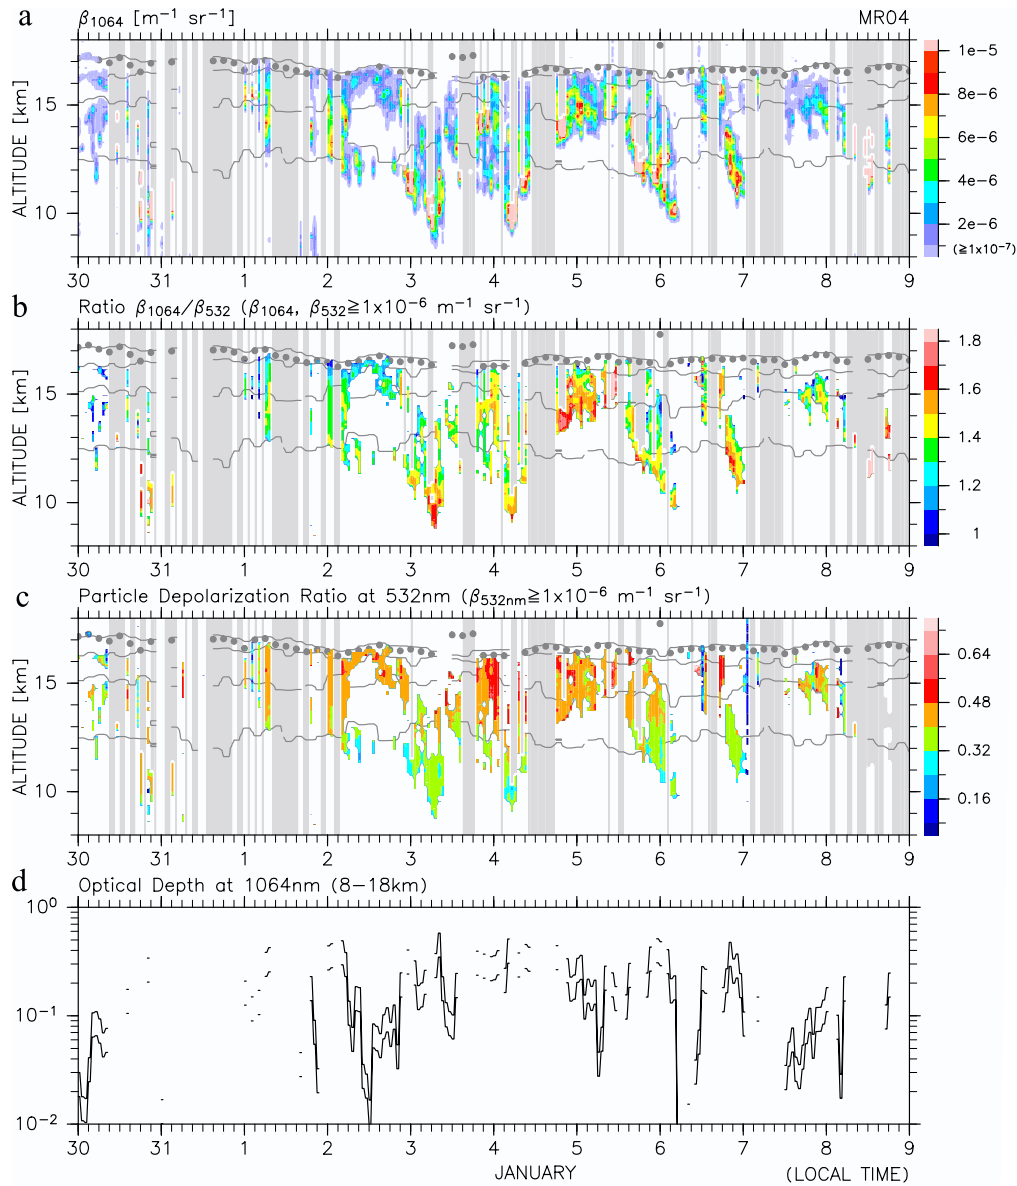 a
β1064 [m⁻¹ sr⁻¹] MR04
ALTITUDE [km]
15
10
30 31 1 2 3 4 5 6 7 8 9
1e-5
8e-6
6e-6
4e-6
2e-6
(≧1x10⁻⁷)
b
Ratio β1064/β532 (β1064, β532≧1x10⁻⁶ m⁻¹ sr⁻¹)
ALTITUDE [km]
15
10
30 31 1 2 3 4 5 6 7 8 9
1.8
1.6
1.4
1.2
1
c
Particle Depolarization Ratio at 532nm (β532nm≧1x10⁻⁶ m⁻¹ sr⁻¹)
ALTITUDE [km]
15
10
30 31 1 2 3 4 5 6 7 8 9
0.64
0.48
0.32
0.16
d
Optical Depth at 1064nm (8-18km)
10⁰
10⁻¹
10⁻²
30 31 1 2 3 4 5 6 7 8 9
JANUARY (LOCAL TIME)